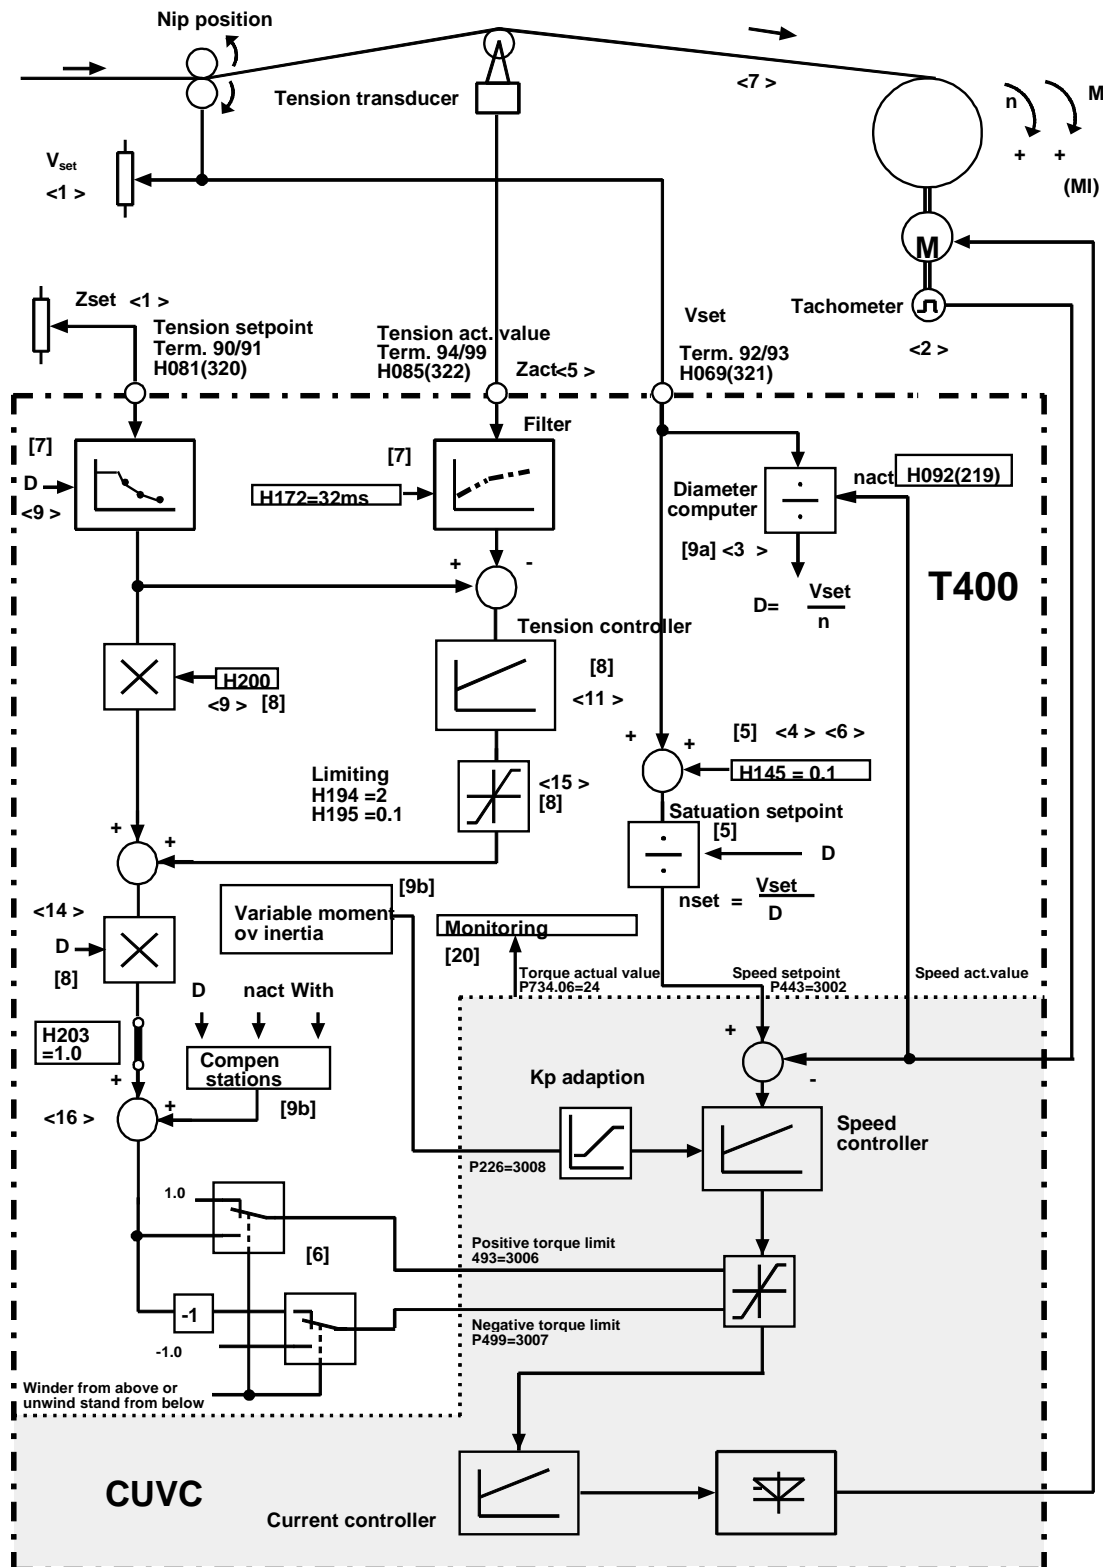 Nip position
Tension transducer
<7 >
n
M
+
+
(MI)
Vset
<1 >
M
Zset <1 >
Tension setpoint
Term. 90/91
H081(320)
Tension act. value
Term. 94/99
H085(322)
Zact<5 >
Vset
Term. 92/93
H069(321)
Tachometer
<2 >
[7]
D
<9 >
Filter
[7]
H172=32ms
nact
H092(219)
Diameter
computer
[9a] <3 >
D= Vset
n
T400
+
-
Tension controller
[8]
<11 >
H200
<9 > [8]
Limiting
H194 =2
H195 =0.1
<15 >
[8]
+
+
[5] <4 > <6 >
H145 = 0.1
Satuation setpoint
[5]
D
nset = Vset
D
+
+
<14 >
D
[8]
Variable moment
ov inertia
[9b]
Monitoring
[20]
Torque actual value
P734.06=24
Speed setpoint
P443=3002
Speed act.value
D nact With
H203
=1.0
Compen
stations
[9b]
+
+
<16 >
+
-
Kp adaption
Speed
controller
P226=3008
1.0
[6]
Positive torque limit
493=3006
-1
-1.0
Negative torque limit
P499=3007
Winder from above or
unwind stand from below
CUVC
Current controller